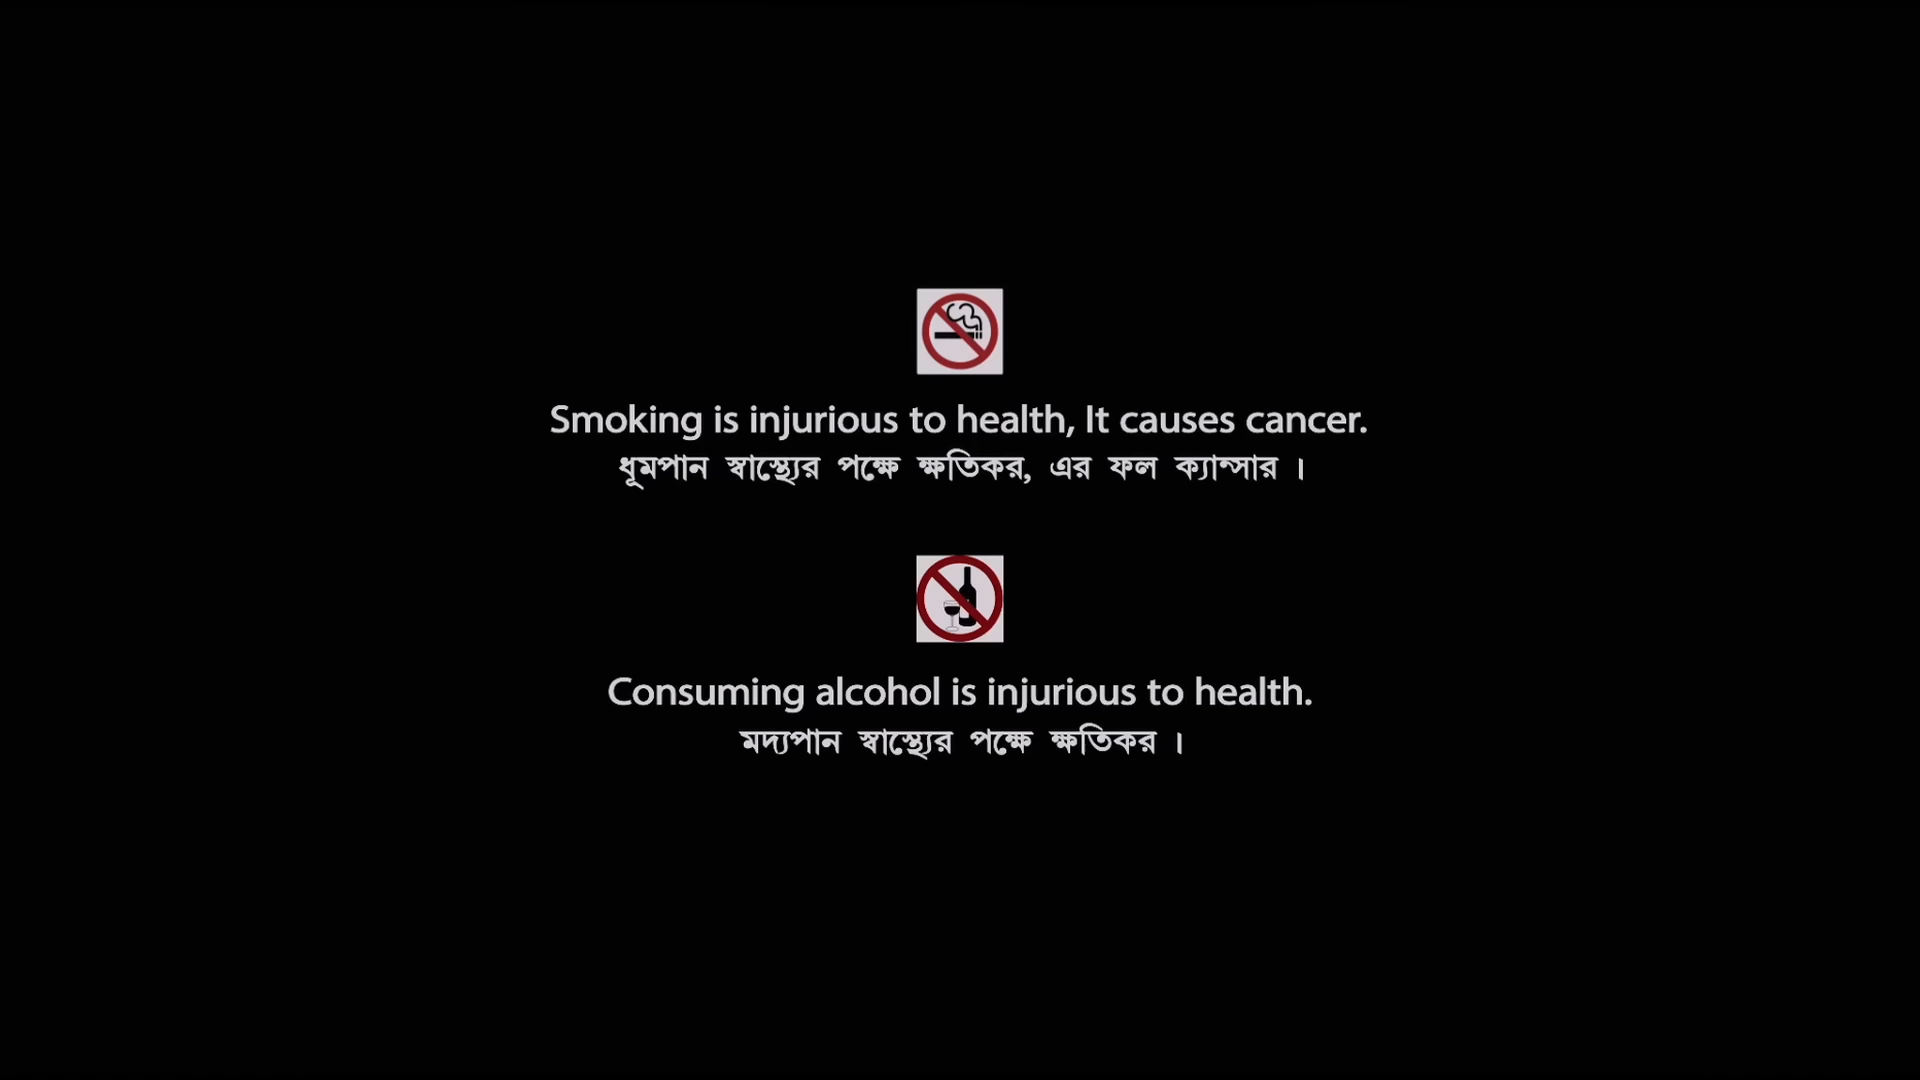 Smoking is injurious to health, It causes cancer.
ধূমপান স্বাস্থ্যের পক্ষে ক্ষতিকর, এর ফল ক্যান্সার ।
Consuming alcohol is injurious to health.
মদ্যপান স্বাস্থ্যের পক্ষে ক্ষতিকর ।